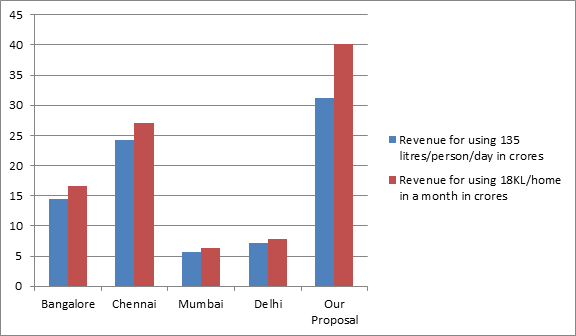 45
40
35
30
25
20
15
10
5
0
Bangalore Chennai Mumbai Delhi Our
Proposal
Revenue for using 135
litres/person/day in crores
Revenue for using 18KL/home
in a month in crores